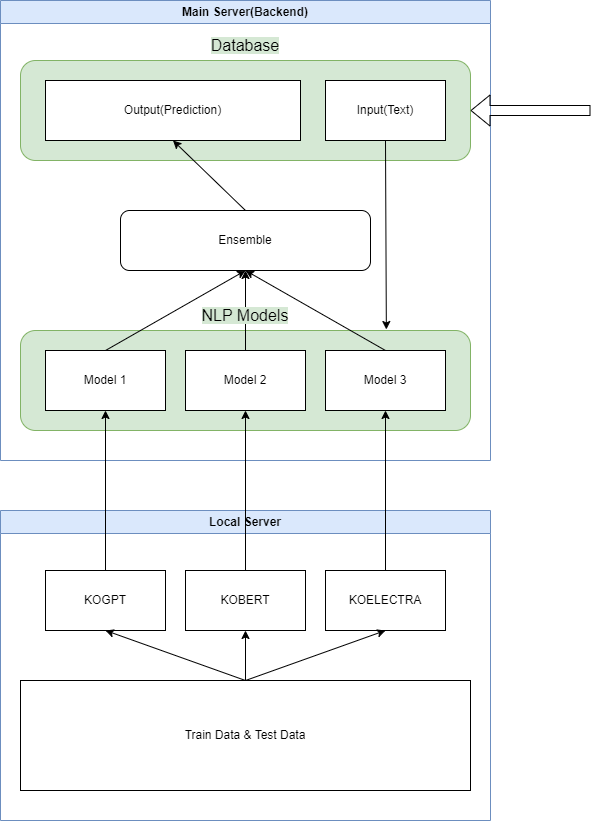 Main Server(Backend)
Database
Output(Prediction)
Input(Text)
Ensemble
NLP Models
Model 1
Model 2
Model 3
Local Server
KOGPT
KOBERT
KOELECTRA
Train Data & Test Data